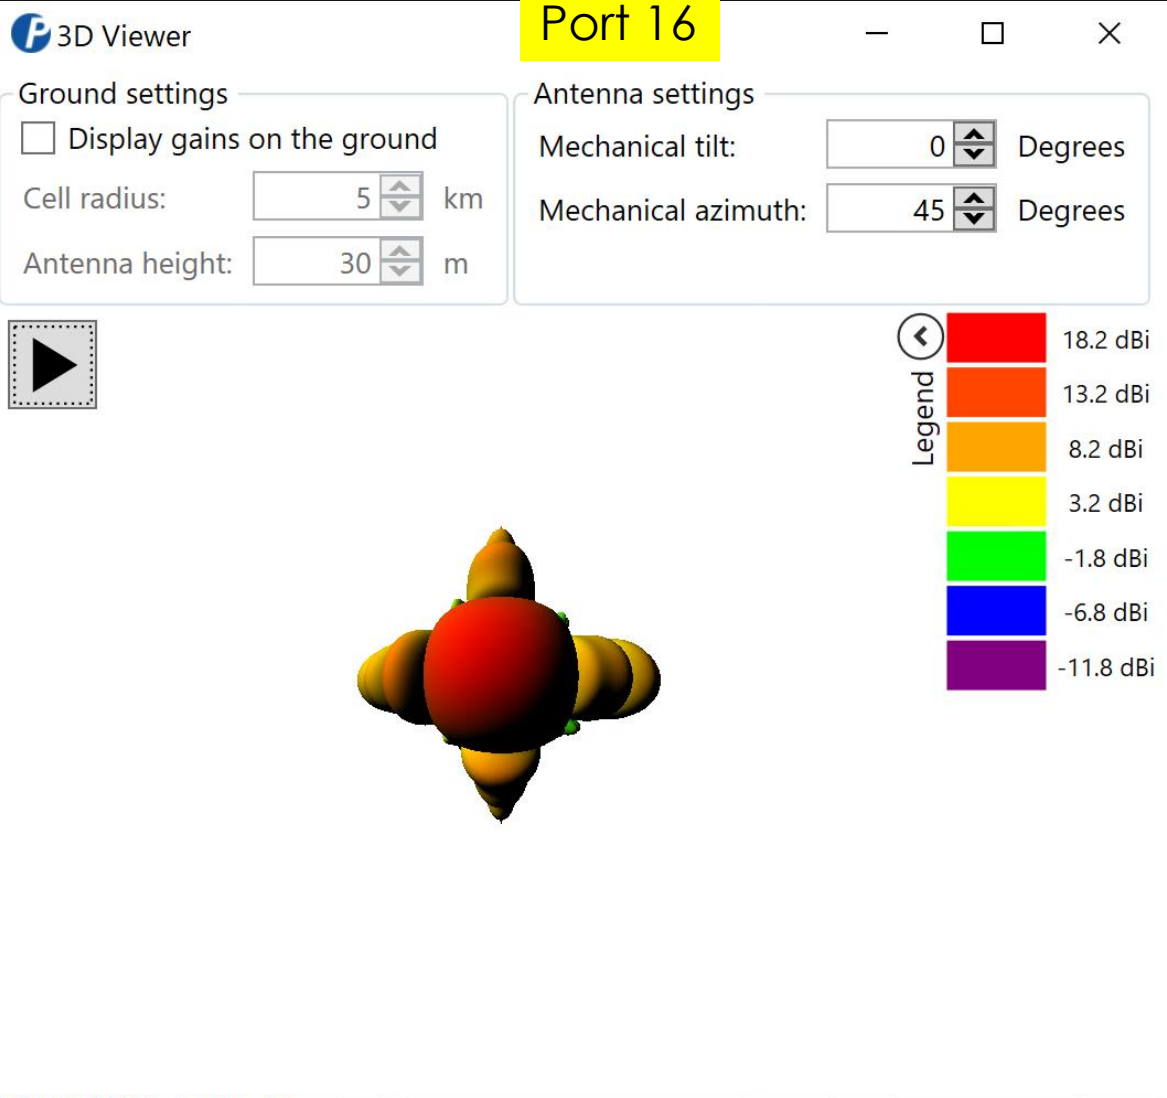 Port 16
3D Viewer
Ground settings
Display gains on the ground
Cell radius: 5 km
Antenna height: 30 m
Antenna settings
Mechanical tilt: 0 Degrees
Mechanical azimuth: 45 Degrees
Legend
18.2 dBi
13.2 dBi
8.2 dBi
3.2 dBi
-1.8 dBi
-6.8 dBi
-11.8 dBi